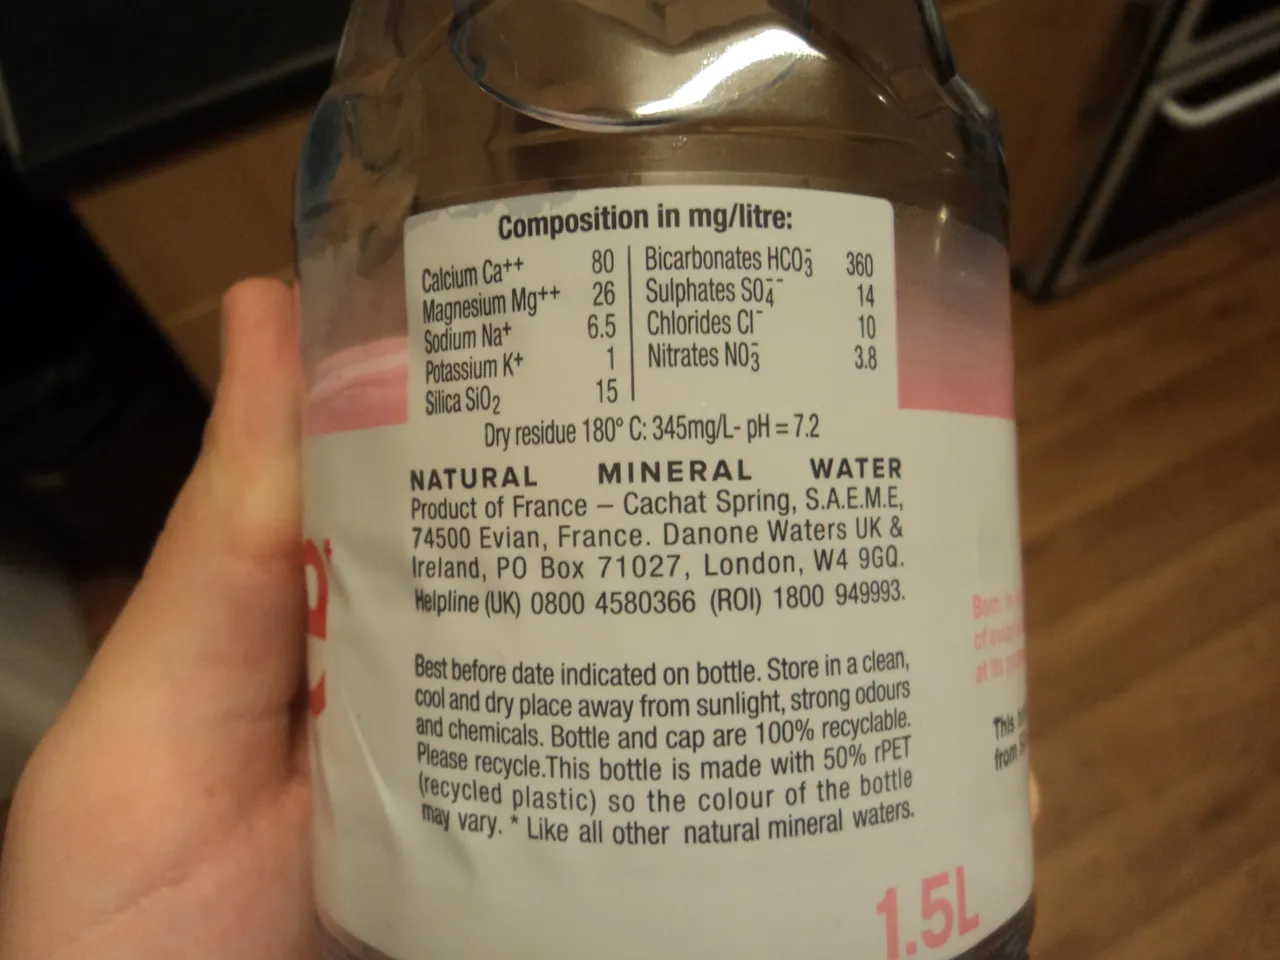 Composition in mg/litre:
Calcium Ca++ 80
Magnesium Mg++ 26
Sodium Na+ 6.5
Potassium K+ 1
Silica SiO₂ 15
Bicarbonates HCO₃⁻ 360
Sulphates SO₄⁻⁻ 14
Chlorides Cl⁻ 10
Nitrates NO₃⁻ 3.8
Dry residue 180° C: 345mg/L- pH = 7.2
NATURAL MINERAL WATER
Product of France – Cachat Spring, S.A.E.M.E,
74500 Evian, France. Danone Waters UK &
Ireland, PO Box 71027, London, W4 9GQ.
Helpline (UK) 0800 4580366 (ROI) 1800 949993.
Best before date indicated on bottle. Store in a clean,
cool and dry place away from sunlight, strong odours
and chemicals. Bottle and cap are 100% recyclable.
Please recycle.This bottle is made with 50% rPET
(recycled plastic) so the colour of the bottle
may vary. * Like all other natural mineral waters.
1.5L
Born
of
at its
This
from